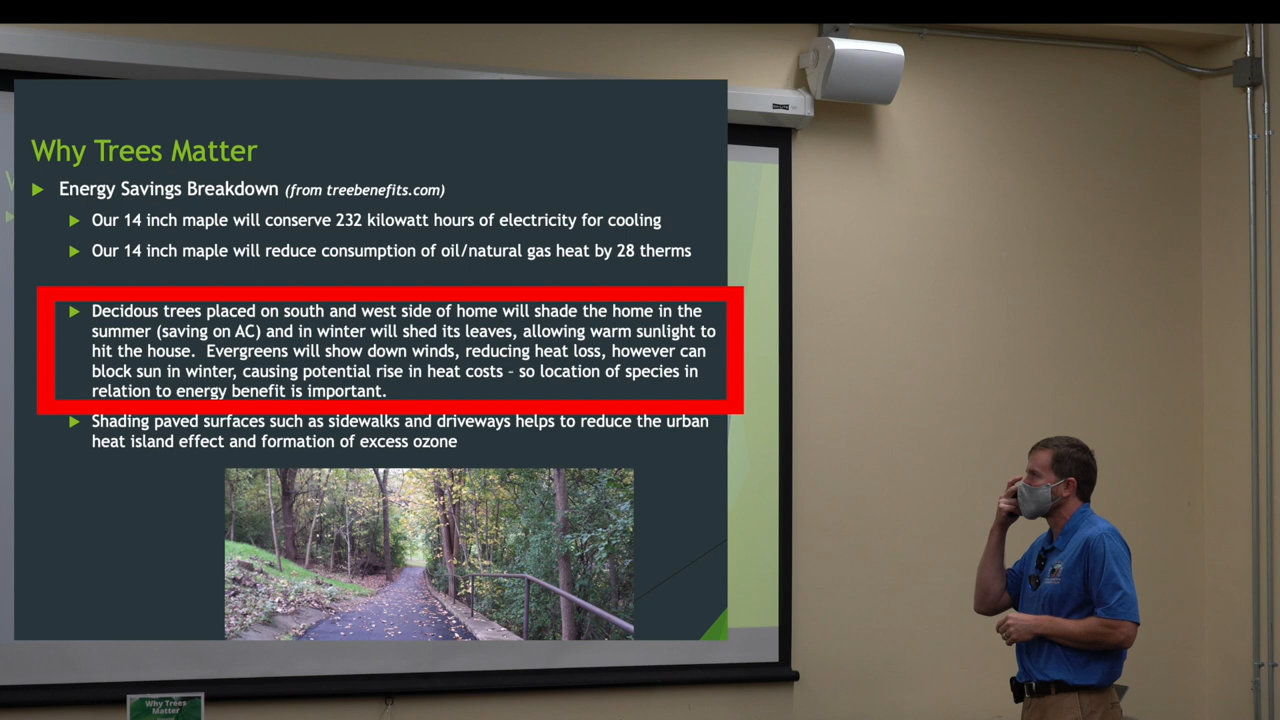 Why Trees Matter
Energy Savings Breakdown (from treebenefits.com)
Our 14 inch maple will conserve 232 kilowatt hours of electricity for cooling
Our 14 inch maple will reduce consumption of oil/natural gas heat by 28 therms
Decidous trees placed on south and west side of home will shade the home in the
summer (saving on AC) and in winter will shed its leaves, allowing warm sunlight to
hit the house. Evergreens will show down winds, reducing heat loss, however can
block sun in winter, causing potential rise in heat costs – so location of species in
relation to energy benefit is important.
Shading paved surfaces such as sidewalks and driveways helps to reduce the urban
heat island effect and formation of excess ozone
Why Trees
Matter